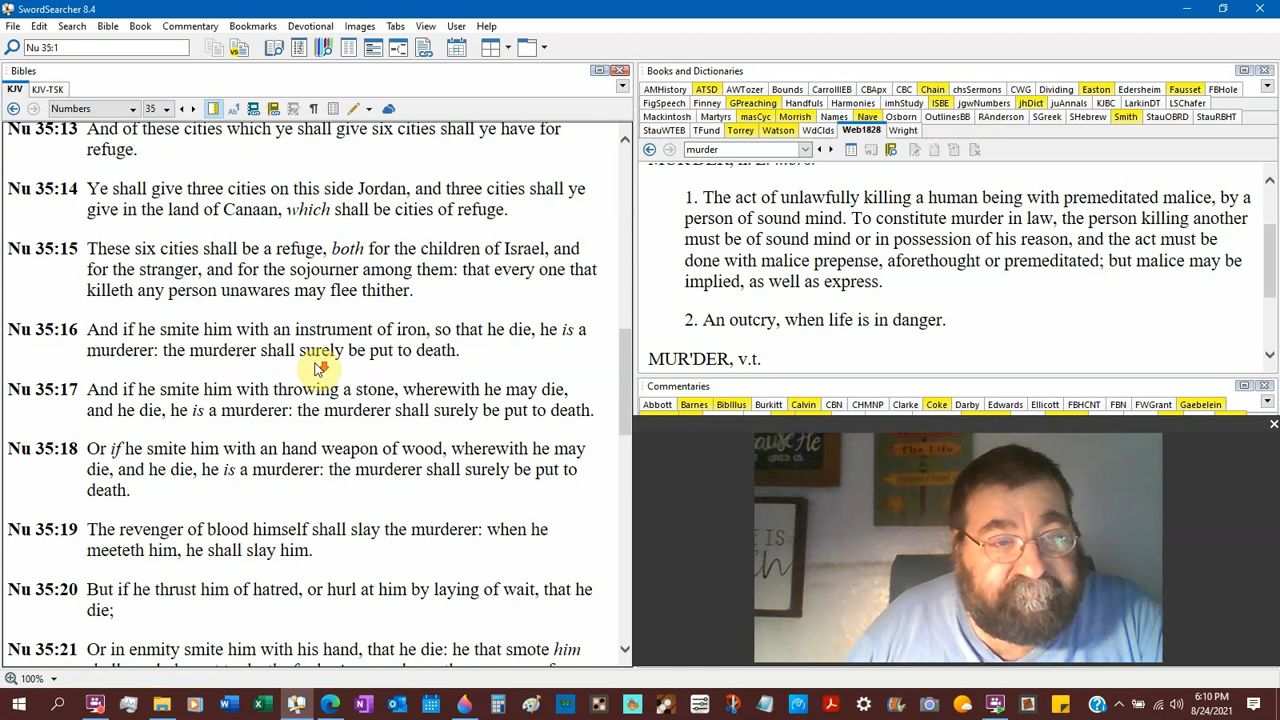 SwordSearcher 8.4
File Edit Search Bible Book Commentary Bookmarks Devotional Images Tabs View User Help
Nu 35:1
Bibles
KJV KJV-TSK
Numbers 35
Nu 35:13 And of these cities which ye shall give six cities shall ye have for
refuge.
Nu 35:14 Ye shall give three cities on this side Jordan, and three cities shall ye
give in the land of Canaan, which shall be cities of refuge.
Nu 35:15 These six cities shall be a refuge, both for the children of Israel, and
for the stranger, and for the sojourner among them: that every one that
killeth any person unawares may flee thither.
Nu 35:16 And if he smite him with an instrument of iron, so that he die, he is a
murderer: the murderer shall surely be put to death.
Nu 35:17 And if he smite him with throwing a stone, wherewith he may die,
and he die, he is a murderer: the murderer shall surely be put to death.
Nu 35:18 Or if he smite him with an hand weapon of wood, wherewith he may
die, and he die, he is a murderer: the murderer shall surely be put to
death.
Nu 35:19 The revenger of blood himself shall slay the murderer: when he
meeteth him, he shall slay him.
Nu 35:20 But if he thrust him of hatred, or hurl at him by laying of wait, that he
die;
Nu 35:21 Or in enmity smite him with his hand, that he die: he that smote him
100%
Books and Dictionaries
AMHistory ATSD AWTozer Bounds CarrollEB CBApx CBC Chain chsSermons CWG Dividing Easton Edersheim Fausset FBHole
FigSpeech Finney GPreaching Handfuls Harmonies imhStudy ISBE jgwNumbers jhDict juAnnals KJBC LarkinDT LSChafer
Mackintosh Martyrs masCyc Morrish Names Nave Osborn OutlinesBB RAnderson SGreek SHebrew Smith StauOBRD StauRBHT
StauWTEB TFund Torrey Watson WdClds Web1828 Wright
murder
1. The act of unlawfully killing a human being with premeditated malice, by a
person of sound mind. To constitute murder in law, the person killing another
must be of sound mind or in possession of his reason, and the act must be
done with malice prepense, aforethought or premeditated; but malice may be
implied, as well as express.
2. An outcry, when life is in danger.
MUR'DER, v.t.
Commentaries
Abbott Barnes BibIllus Burkitt Calvin CBN CHMNP Clarke Coke Darby Edwards Ellicott FBHCNT FBN FWGrant Gaebelein
cause He
LOVED
The Life
6:10 PM
8/24/2021